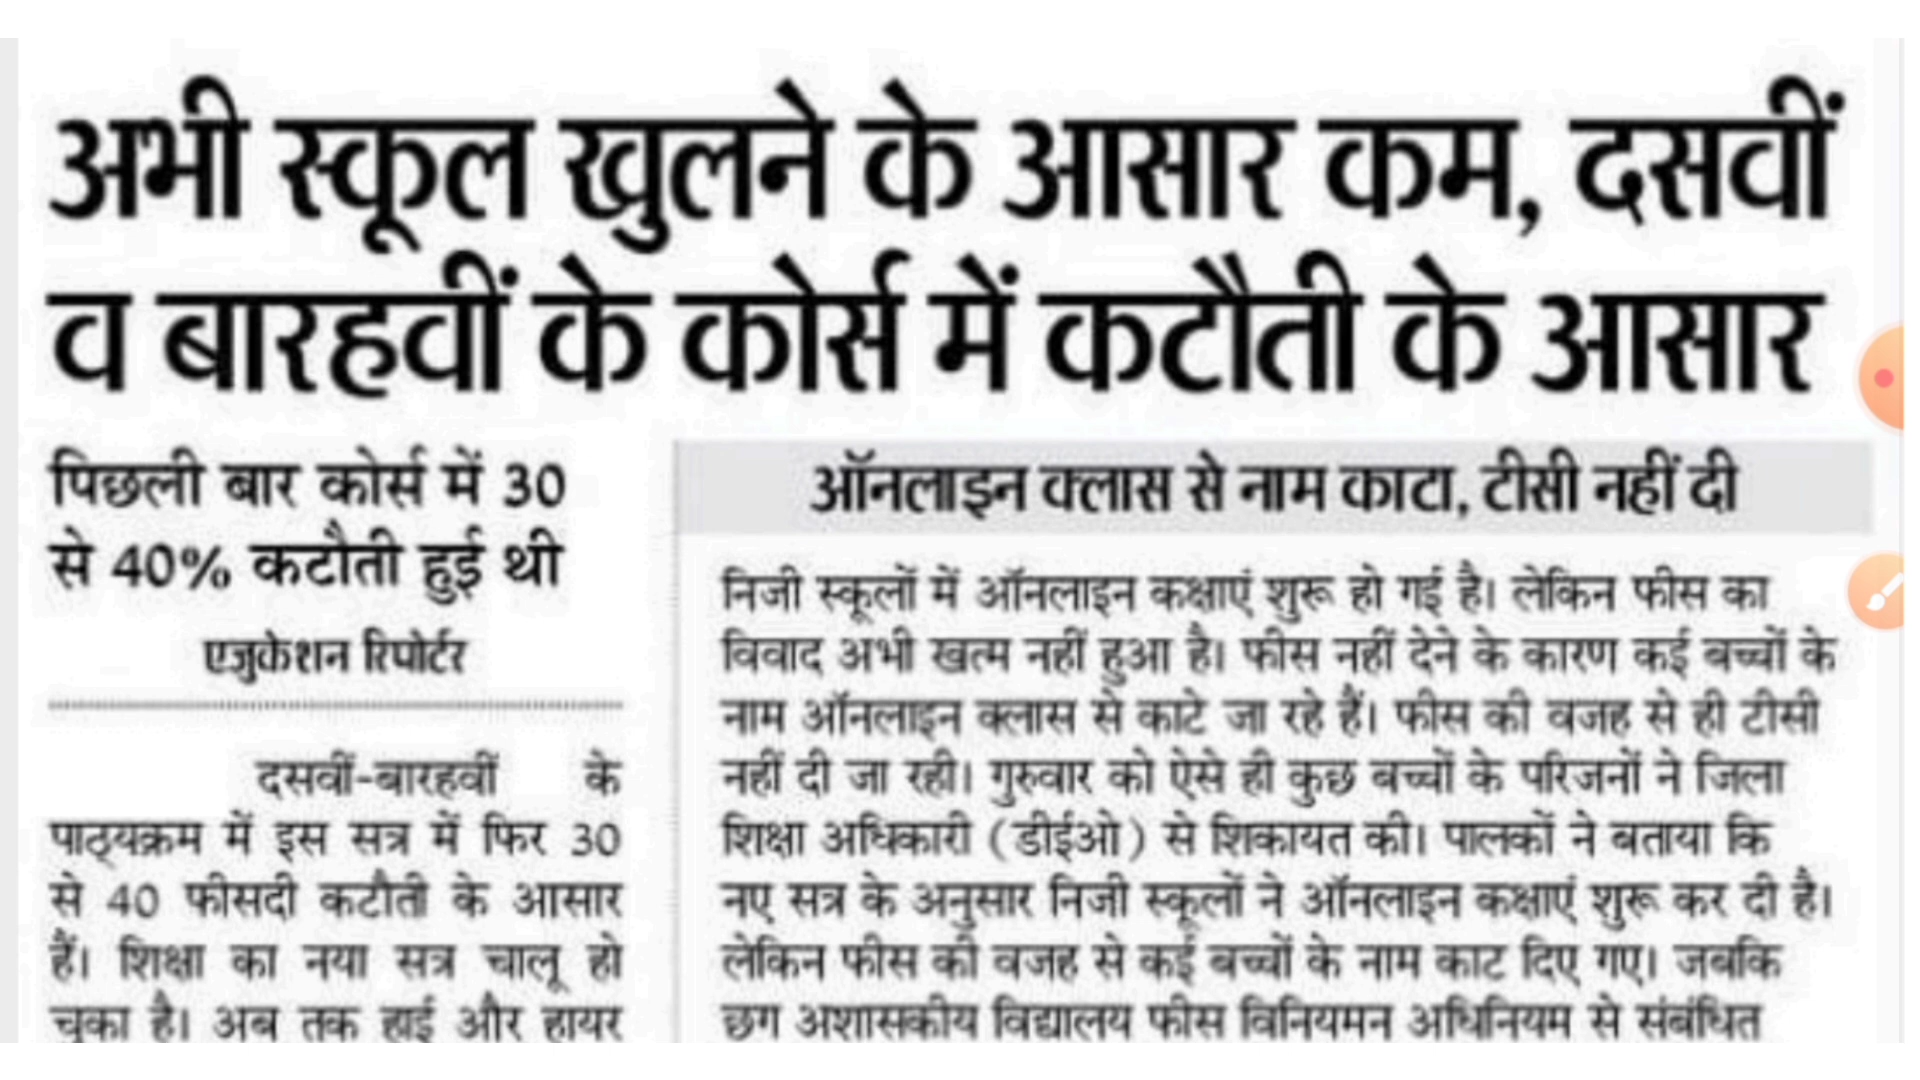 अभी स्कूल खुलने के आसार कम, दसवीं
व बारहवीं के कोर्स में कटौती के आसार
पिछली बार कोर्स में 30
से 40% कटौती हुई थी
एजुकेशन रिपोर्टर
दसवीं-बारहवीं के
पाठ्यक्रम में इस सत्र में फिर 30
से 40 फीसदी कटौती के आसार
हैं। शिक्षा का नया सत्र चालू हो
चुका है। अब तक हाई और हायर
ऑनलाइन क्लास से नाम काटा, टीसी नहीं दी
निजी स्कूलों में ऑनलाइन कक्षाएं शुरू हो गई है। लेकिन फीस का
विवाद अभी खत्म नहीं हुआ है। फीस नहीं देने के कारण कई बच्चों के
नाम ऑनलाइन क्लास से काटे जा रहे हैं। फीस की वजह से ही टीसी
नहीं दी जा रही। गुरुवार को ऐसे ही कुछ बच्चों के परिजनों ने जिला
शिक्षा अधिकारी (डीईओ) से शिकायत की। पालकों ने बताया कि
नए सत्र के अनुसार निजी स्कूलों ने ऑनलाइन कक्षाएं शुरू कर दी है।
लेकिन फीस की वजह से कई बच्चों के नाम काट दिए गए। जबकि
छग अशासकीय विद्यालय फीस विनियमन अधिनियम से संबंधित